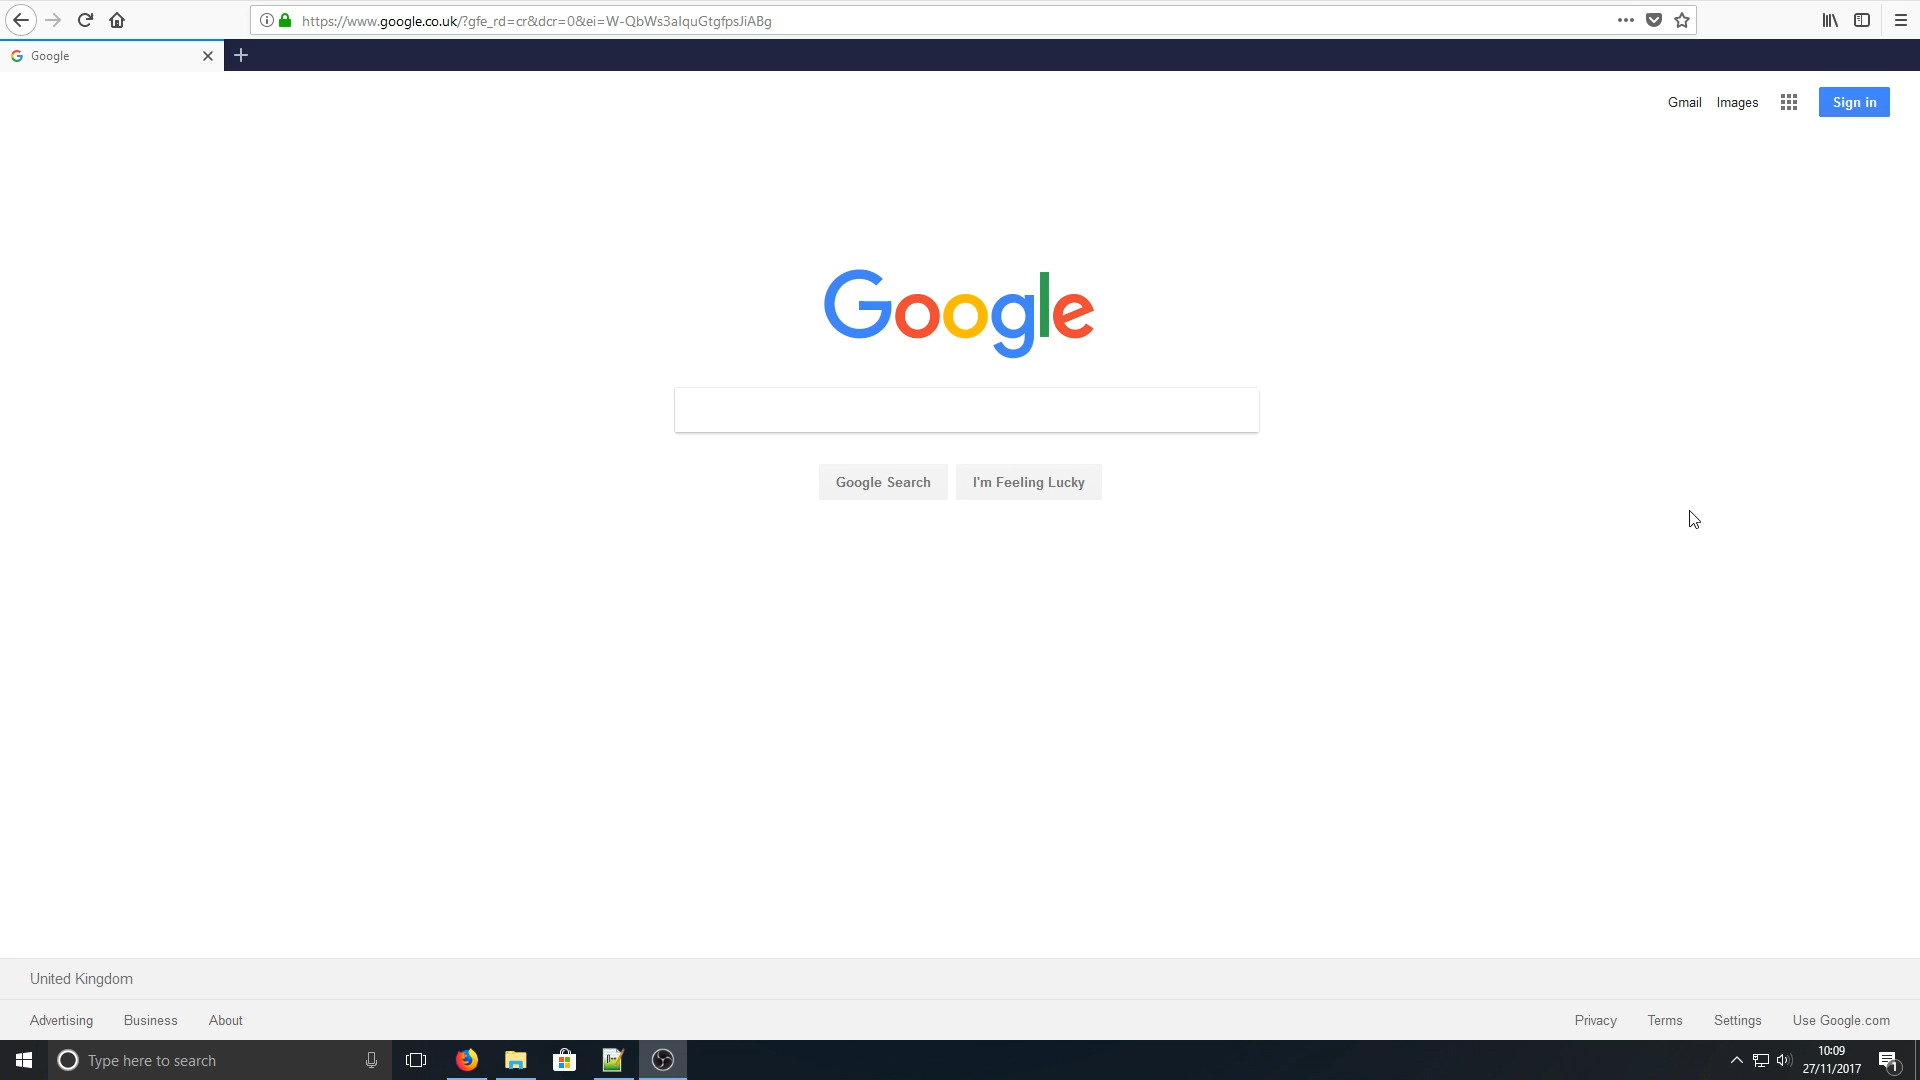 https://www.google.co.uk/?gfe_rd=cr&dcr=0&ei=W-QbWs3alquGtgfpsJiABg
Google
Gmail Images Sign in
Google
Google Search I'm Feeling Lucky
United Kingdom
Advertising Business About Privacy Terms Settings Use Google.com
Type here to search 10:09
27/11/2017 1